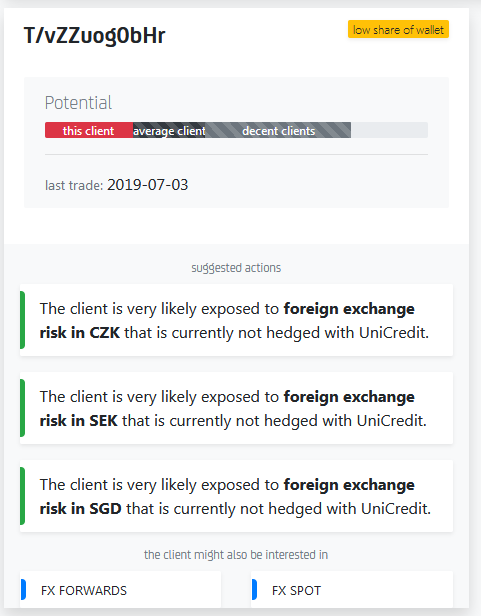 T/vZZuog0bHr
low share of wallet
Potential
this client average client decent clients
last trade: 2019-07-03
suggested actions
The client is very likely exposed to foreign exchange
risk in CZK that is currently not hedged with UniCredit.
The client is very likely exposed to foreign exchange
risk in SEK that is currently not hedged with UniCredit.
The client is very likely exposed to foreign exchange
risk in SGD that is currently not hedged with UniCredit.
the client might also be interested in
FX FORWARDS FX SPOT